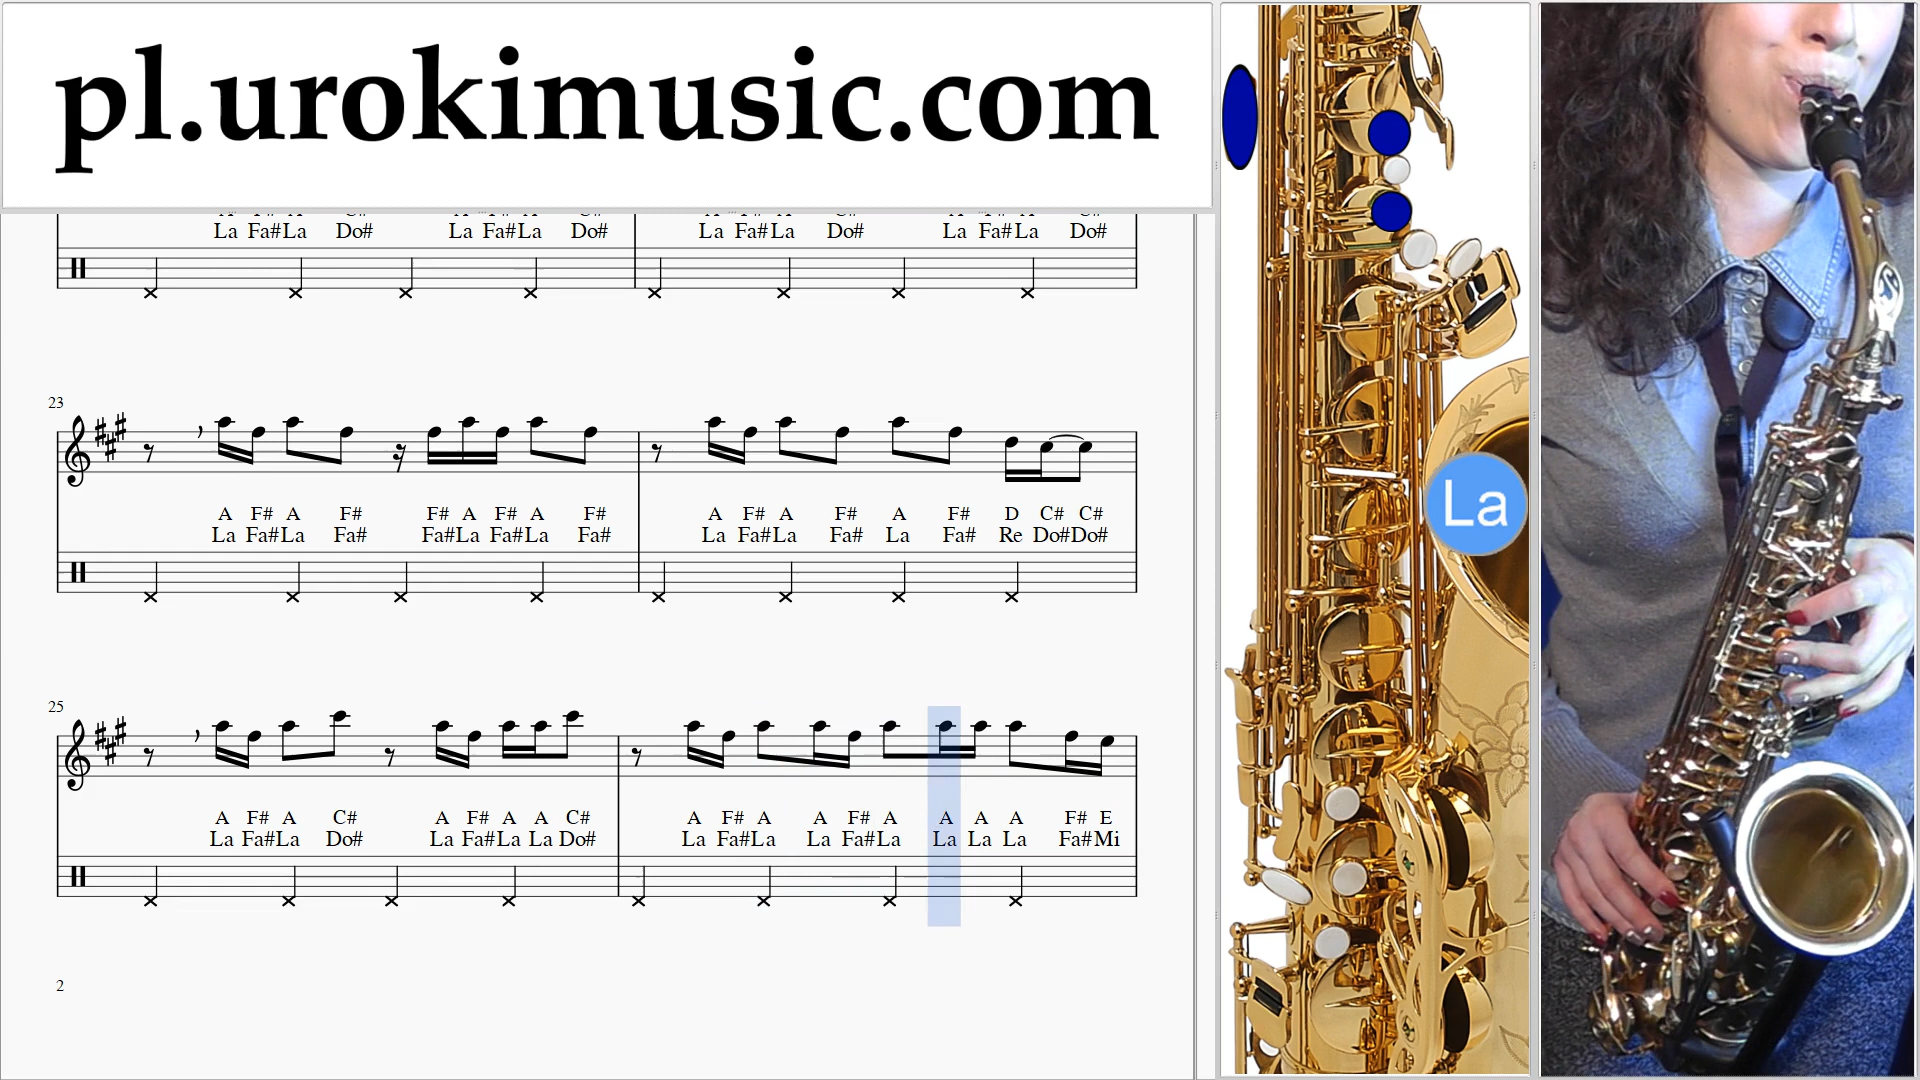 pl.urokimusic.com
La Fa# La Do# La Fa# La Do# La Fa# La Do# La Fa# La Do#
23
A F# A F# F# A F# A F# A F# A F# A F# D C# C#
La Fa# La Fa# Fa# La Fa# La Fa# La Fa# La Fa# La Fa# Re Do# Do#
La
25
A F# A C# A F# A A C# A F# A A F# A A A A F# E
La Fa# La Do# La Fa# La La Do# La Fa# La La Fa# La La La La Fa# Mi
2